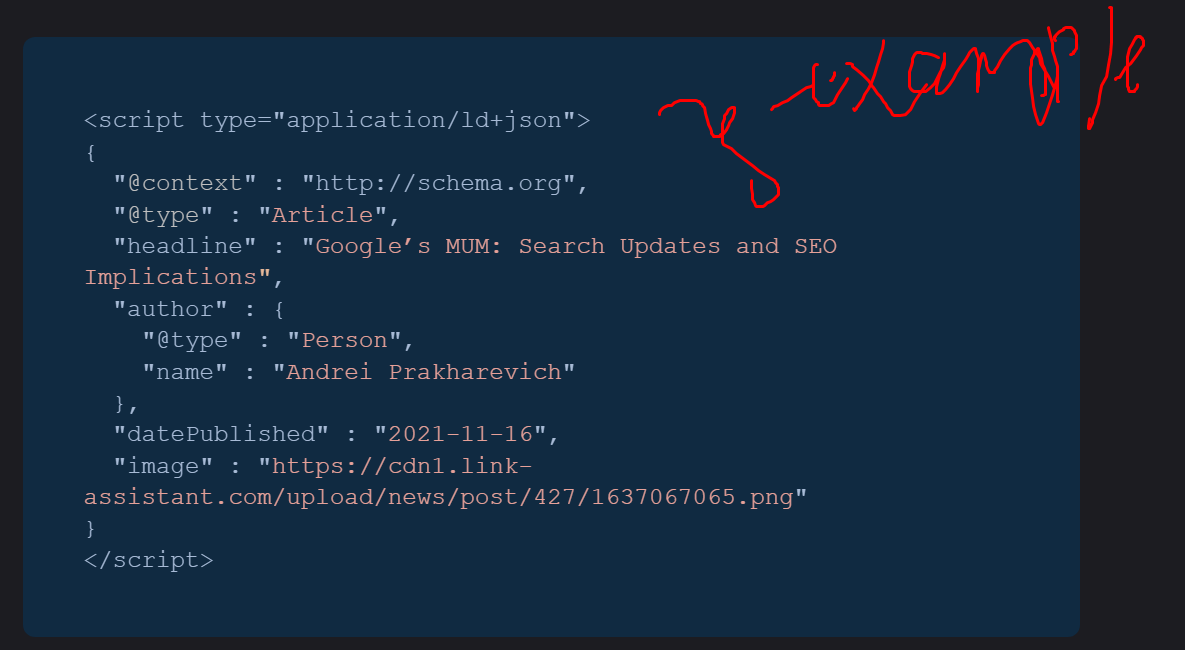 example
<script type="application/ld+json">
{
"@context" : "http://schema.org",
"@type" : "Article",
"headline" : "Google’s MUM: Search Updates and SEO
Implications",
"author" : {
"@type" : "Person",
"name" : "Andrei Prakharevich"
},
"datePublished" : "2021-11-16",
"image" : "https://cdn1.link-
assistant.com/upload/news/post/427/1637067065.png"
}
</script>